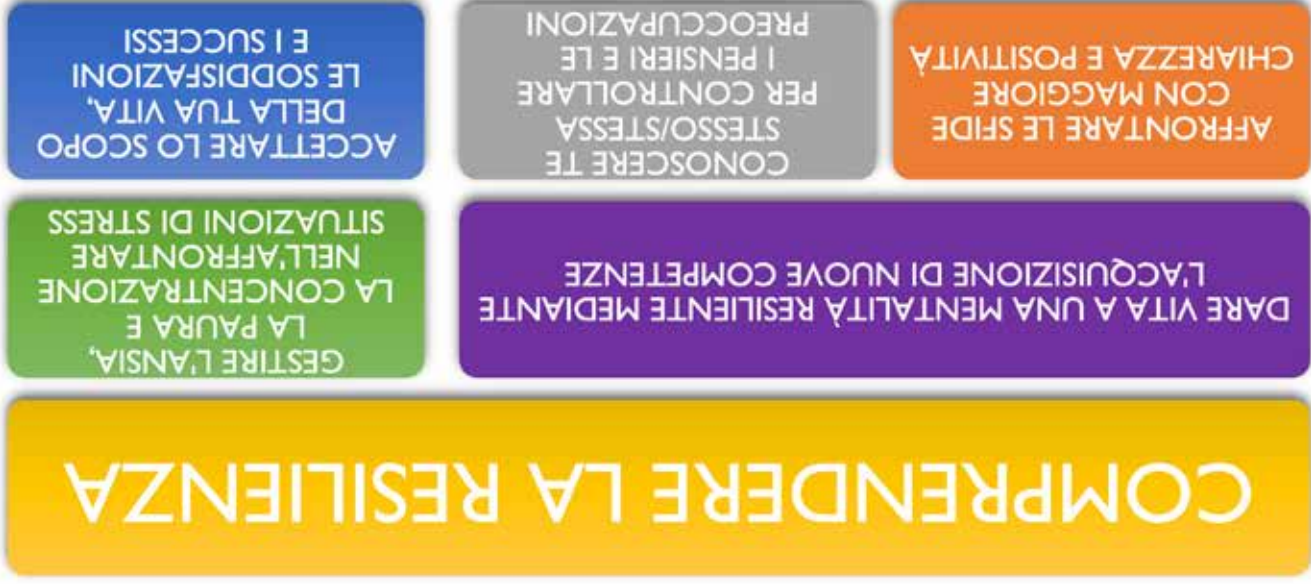 COMPRENDERE LA RESILIENZA
DARE VITA A UNA MENTALITÀ RESILIENTE MEDIANTE
L'ACQUISIZIONE DI NUOVE COMPETENZE
GESTIRE L'ANSIA,
LA PAURA E
LA CONCENTRAZIONE
NELL'AFFRONTARE
SITUAZIONI DI STRESS
AFFRONTARE LE SFIDE
CON MAGGIORE
CHIAREZZA E POSITIVITÀ
CONOSCERE TE
STESSO/STESSA
PER CONTROLLARE
I PENSIERI E LE
PREOCCUPAZIONI
ACCETTARE LO SCOPO
DELLA TUA VITA,
LE SODDISFAZIONI
E I SUCCESSI